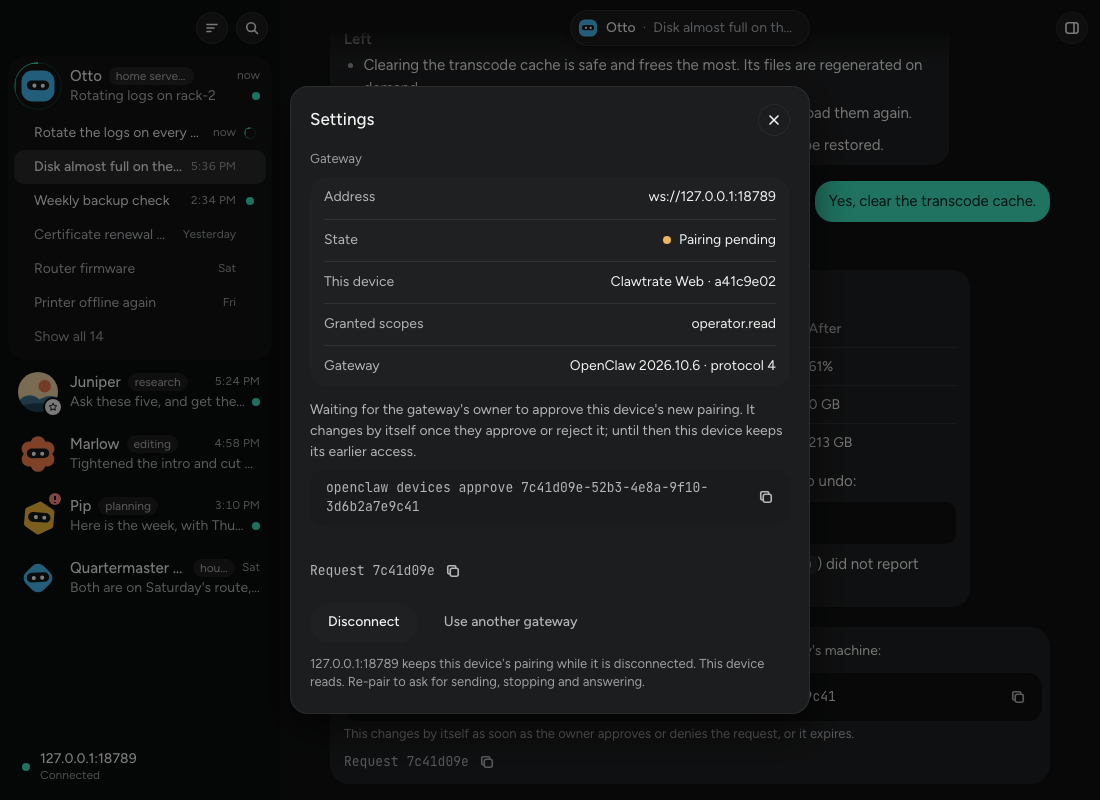 Otto · Disk almost full on th...
Otto home serve... now
Rotating logs on rack-2
Rotate the logs on every ... now
Disk almost full on the... 5:36 PM
Weekly backup check 2:34 PM
Certificate renewal ... Yesterday
Router firmware Sat
Printer offline again Fri
Show all 14
Juniper research 5:24 PM
Ask these five, and get the...
Marlow editing 4:58 PM
Tightened the intro and cut ...
Pip planning 3:10 PM
Here is the week, with Thu...
Quartermaster ... hou... Sat
Both are on Saturday's route,...
127.0.0.1:18789
Connected
Left
• Clearing the transcode cache is safe and frees the most. Its files are regenerated on
oad them again.
be restored.
Yes, clear the transcode cache.
After
61%
0 GB
213 GB
o undo:
) did not report
y's machine:
9c41
This changes by itself as soon as the owner approves or denies the request, or it expires.
Request 7c41d09e
Settings
Gateway
Address ws://127.0.0.1:18789
State Pairing pending
This device Clawtrate Web · a41c9e02
Granted scopes operator.read
Gateway OpenClaw 2026.10.6 · protocol 4
Waiting for the gateway's owner to approve this device's new pairing. It
changes by itself once they approve or reject it; until then this device keeps
its earlier access.
openclaw devices approve 7c41d09e-52b3-4e8a-9f10-
3d6b2a7e9c41
Request 7c41d09e
Disconnect Use another gateway
127.0.0.1:18789 keeps this device's pairing while it is disconnected. This device
reads. Re-pair to ask for sending, stopping and answering.